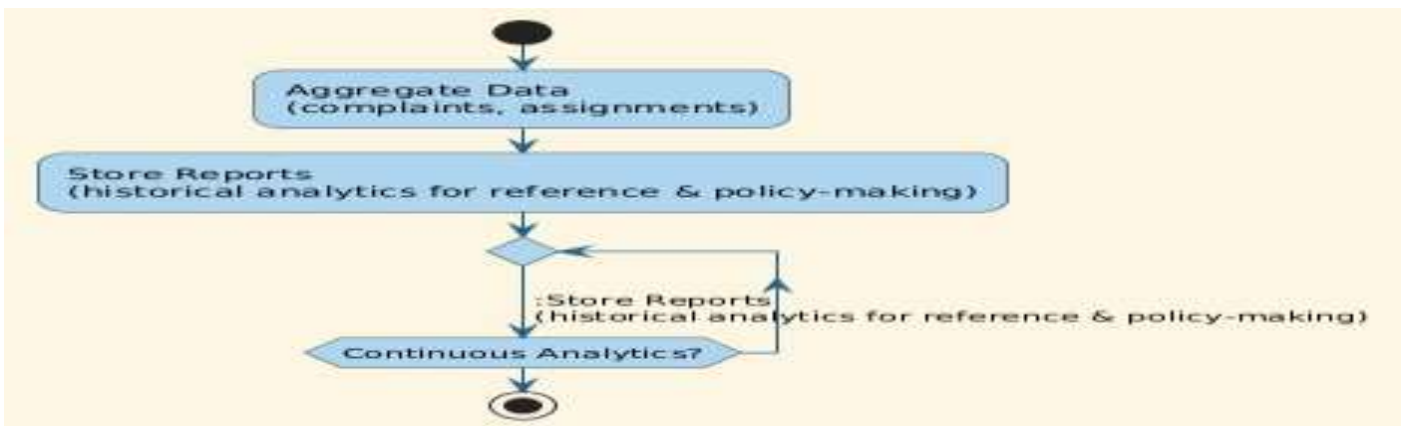 Aggregate Data
(complaints, assignments)
Store Reports
(historical analytics for reference & policy-making)
:Store Reports
(historical analytics for reference & policy-making)
Continuous Analytics?